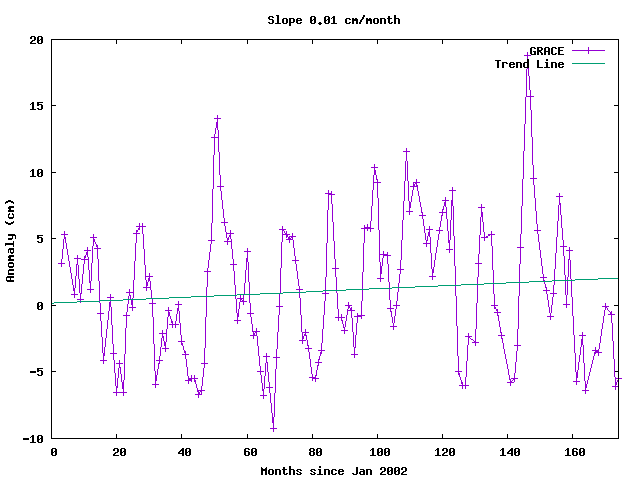 Slope 0.01 cm/month
GRACE
Trend Line
20
15
10
5
0
-5
-10
Anomaly (cm)
0 20 40 60 80 100 120 140 160
Months since Jan 2002